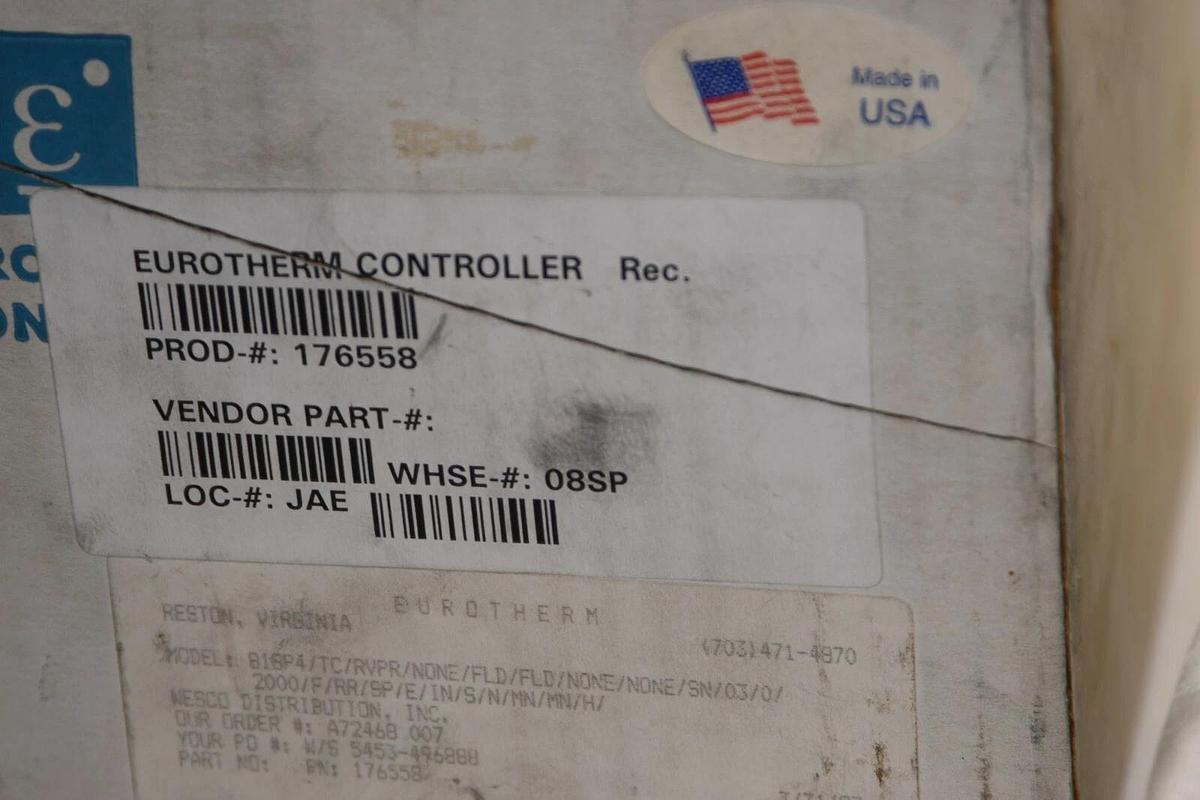 Made in
USA
ε
EUROTHERM CONTROLLER Rec.
PROD-#: 176558
VENDOR PART-#:
WHSE-#: 08SP
LOC-#: JAE
EUROTHERM
RESTON, VIRGINIA
(703)471-4870
MODEL: 818P4/TC/RVPR/NONE/FLD/FLD/NONE/NONE/SN/03/0/
2000/F/RR/SP/E/IN/S/N/MN/MN/H/
WESCO DISTRIBUTION, INC.
OUR ORDER #: A72468 007
YOUR PO #: W/S 5453-496888
PART NO: PN: 176558